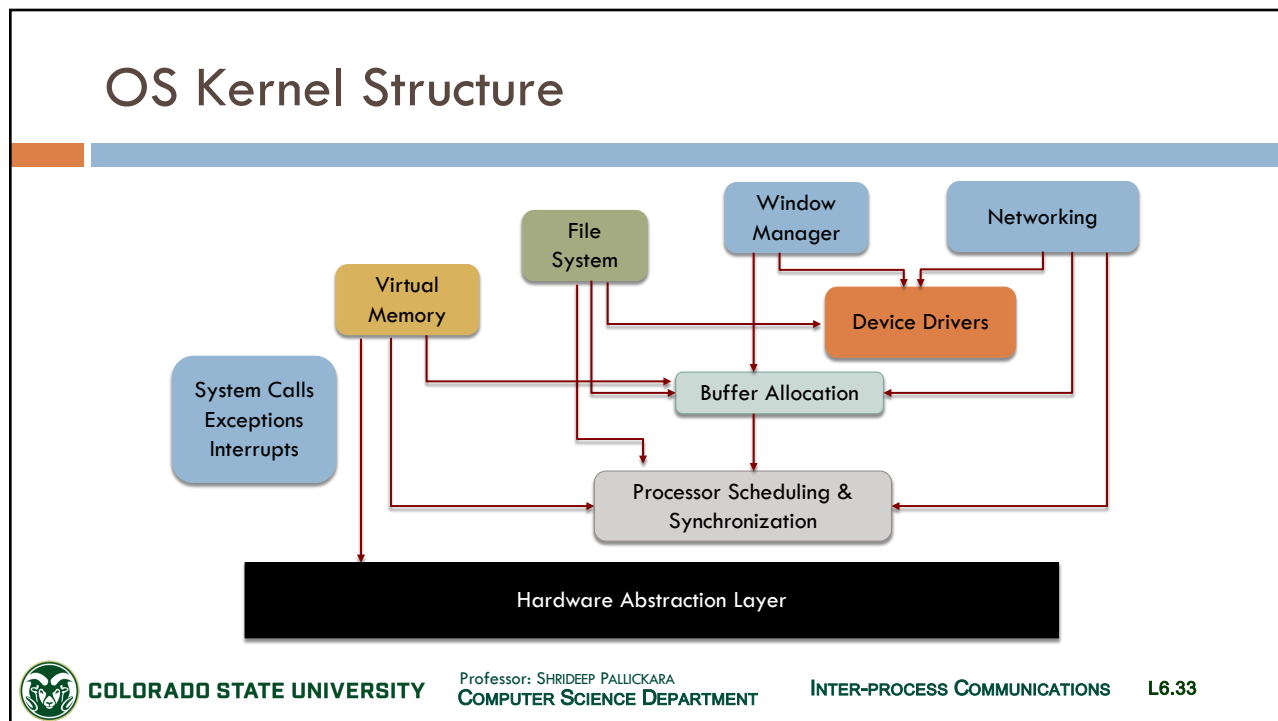 OS Kernel Structure
Window
Manager
Networking
File
System
Virtual
Memory
Device Drivers
System Calls
Exceptions
Interrupts
Buffer Allocation
Processor Scheduling &
Synchronization
Hardware Abstraction Layer
COLORADO STATE UNIVERSITY
Professor: SHRIDEEP PALLICKARA
COMPUTER SCIENCE DEPARTMENT
INTER-PROCESS COMMUNICATIONS
L6.33